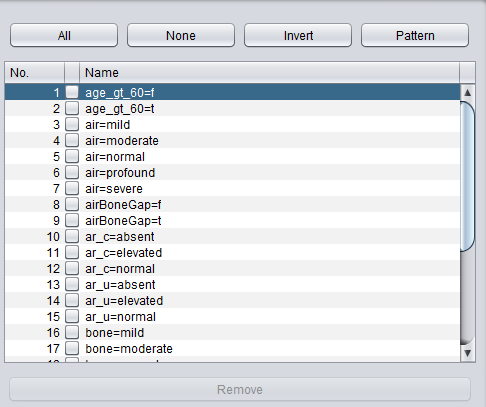 All None Invert Pattern
No. Name
1 age_gt_60=f
2 age_gt_60=t
3 air=mild
4 air=moderate
5 air=normal
6 air=profound
7 air=severe
8 airBoneGap=f
9 airBoneGap=t
10 ar_c=absent
11 ar_c=elevated
12 ar_c=normal
13 ar_u=absent
14 ar_u=elevated
15 ar_u=normal
16 bone=mild
17 bone=moderate
Remove